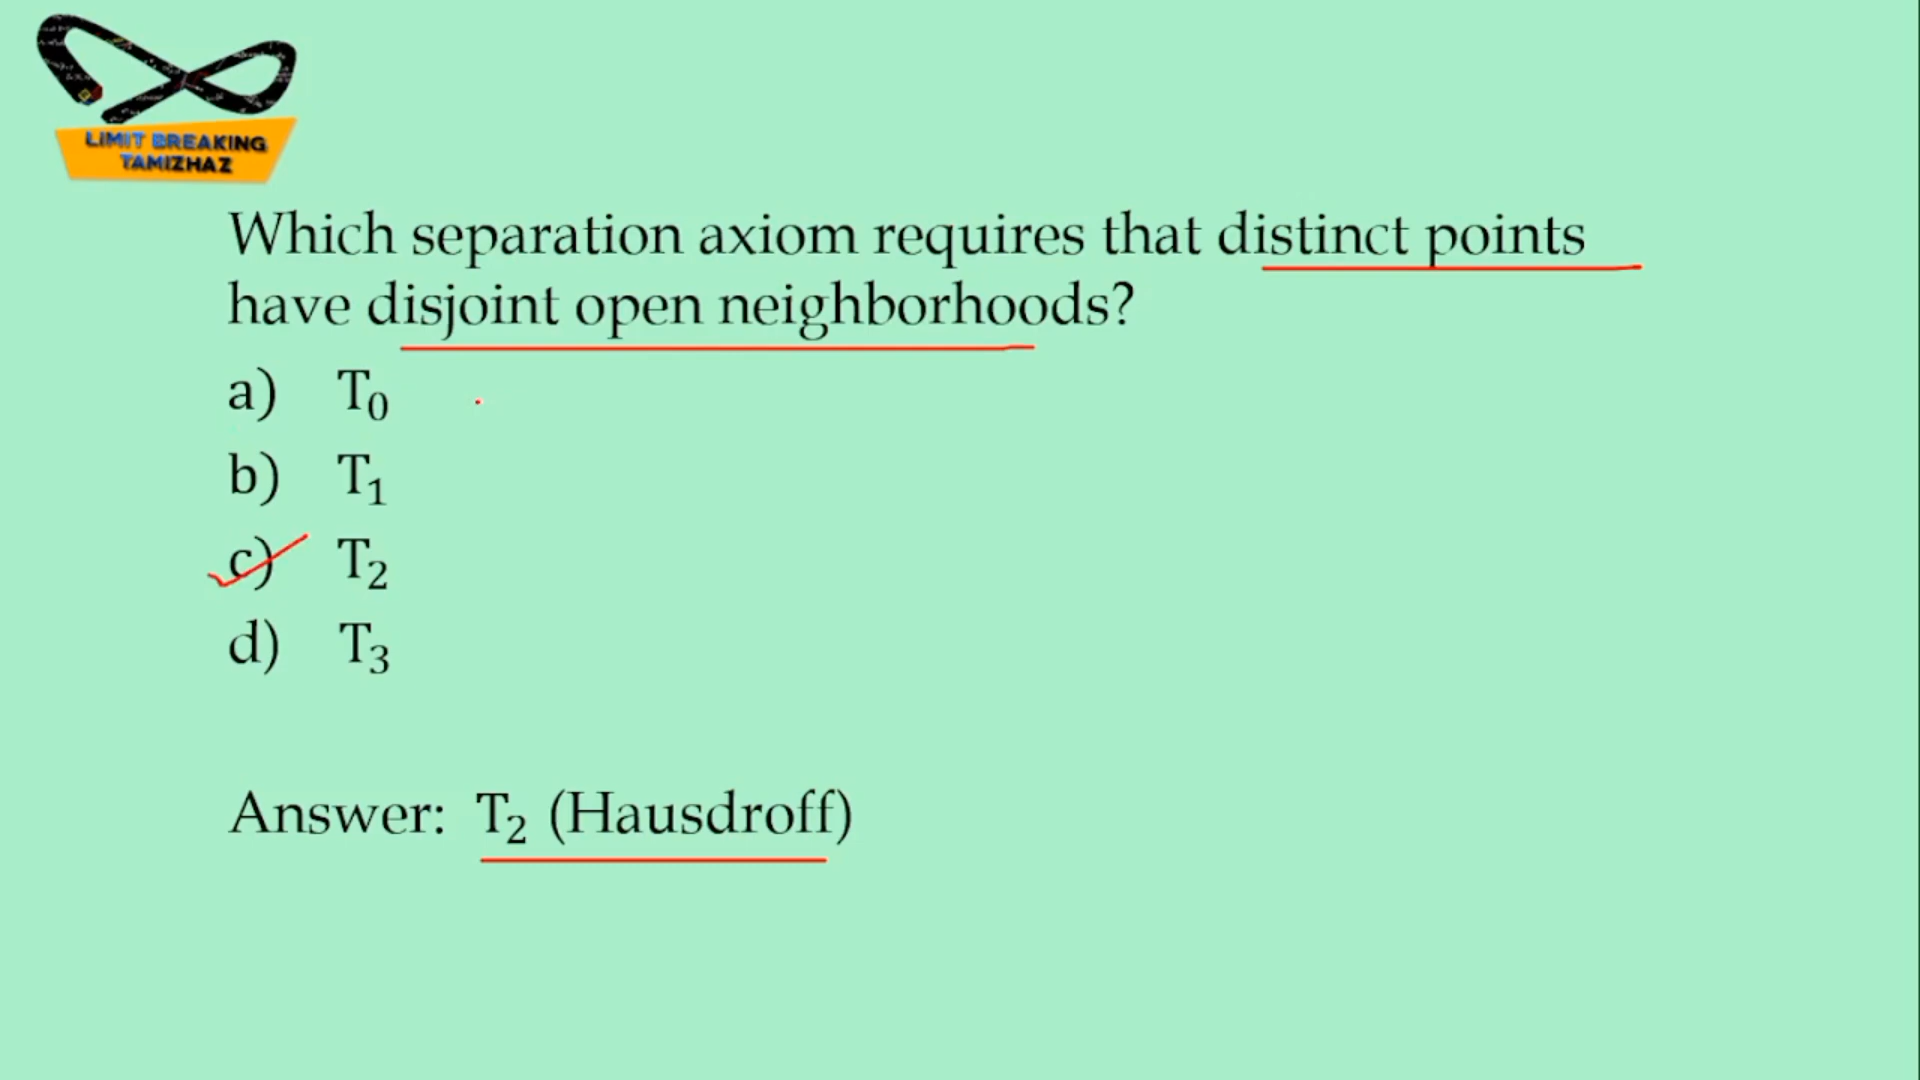 LIMIT BREAKING
TAMIZHAZ
Which separation axiom requires that distinct points
have disjoint open neighborhoods?
a) T₀
b) T₁
c) T₂
d) T₃
Answer: T₂ (Hausdroff)